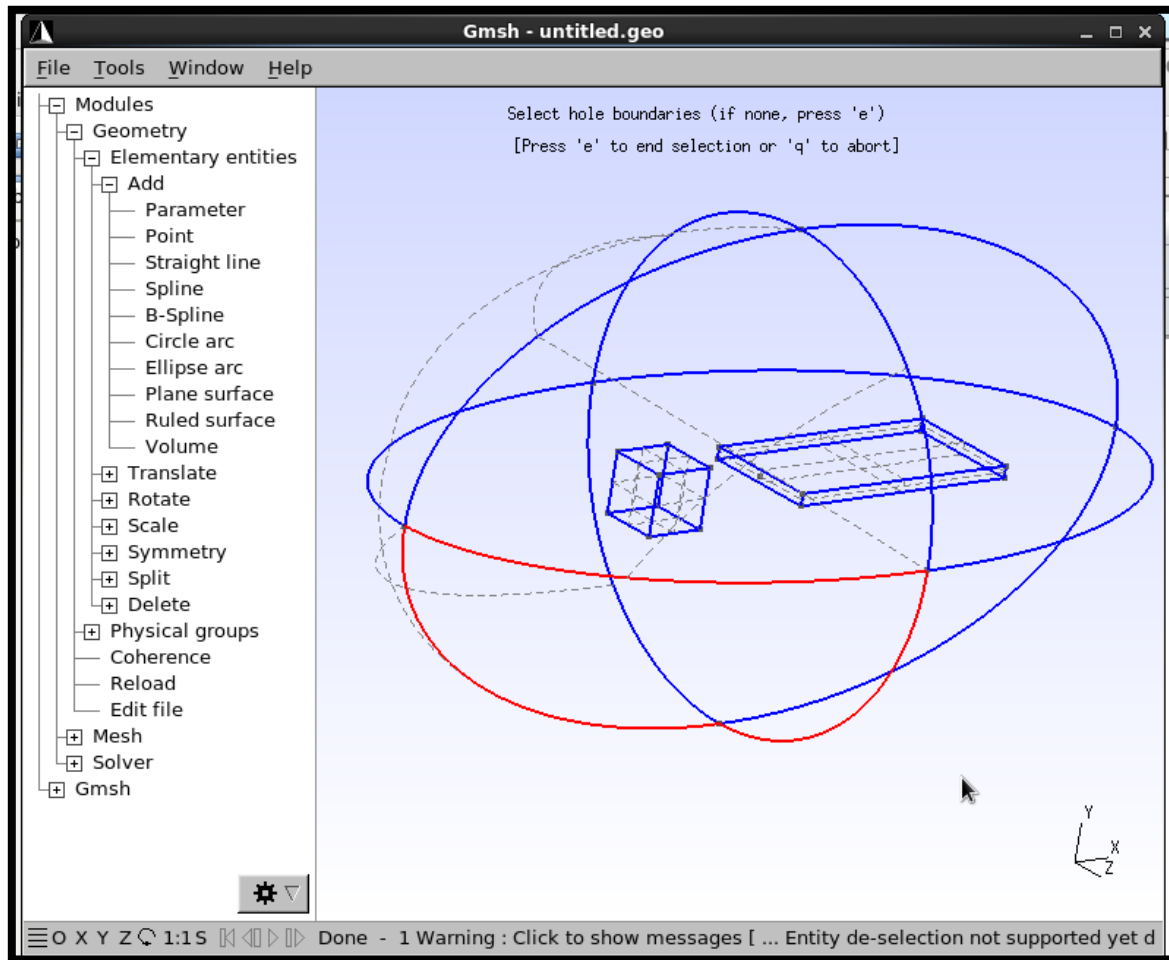 Gmsh - untitled.geo
File Tools Window Help
Modules
Geometry
Elementary entities
Add
Parameter
Point
Straight line
Spline
B-Spline
Circle arc
Ellipse arc
Plane surface
Ruled surface
Volume
Translate
Rotate
Scale
Symmetry
Split
Delete
Physical groups
Coherence
Reload
Edit file
Mesh
Solver
Gmsh
Select hole boundaries (if none, press 'e')
[Press 'e' to end selection or 'q' to abort]
Y
X
Z
O X Y Z 1:1 S Done - 1 Warning : Click to show messages [ ... Entity de-selection not supported yet d